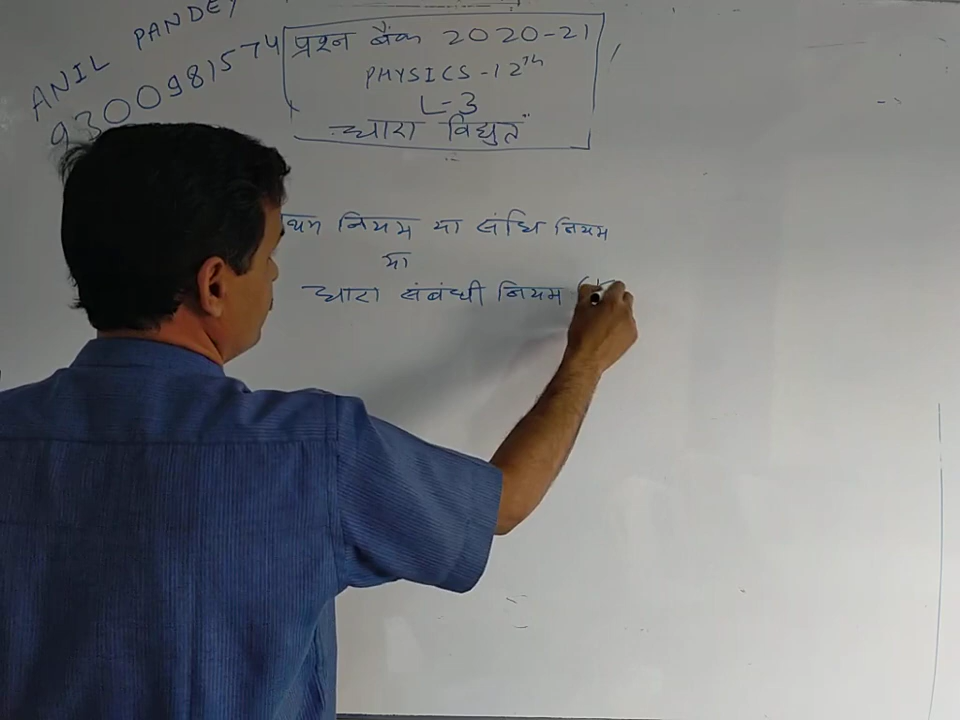 ANIL PANDEY
9300981574
प्रश्न बैंक 2020-21
PHYSICS-12th
L-3
धारा विद्युत"
नियम या संधि नियम
या
धारा संबंधी नियम